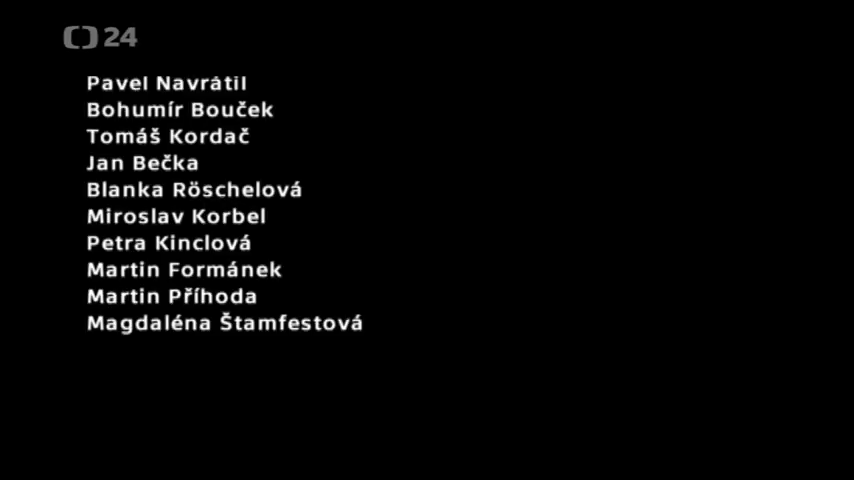 24
Pavel Navrátil
Bohumír Bouček
Tomáš Kordač
Jan Bečka
Blanka Röschelová
Miroslav Korbel
Petra Kinclová
Martin Formánek
Martin Příhoda
Magdaléna Štamfestová